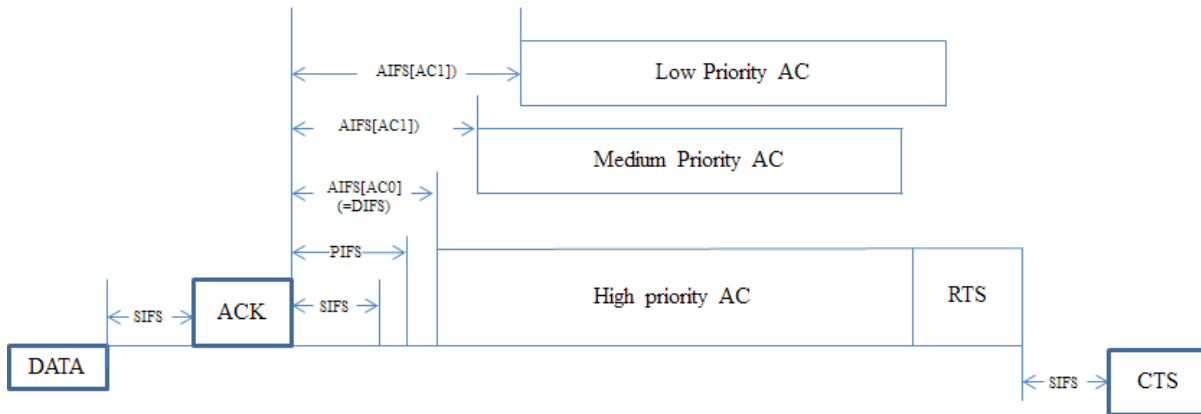 AIFS[AC1])
Low Priority AC
AIFS[AC1])
Medium Priority AC
AIFS[AC0]
(=DIFS)
PIFS
SIFS
ACK
SIFS
High priority AC
RTS
DATA
SIFS
CTS